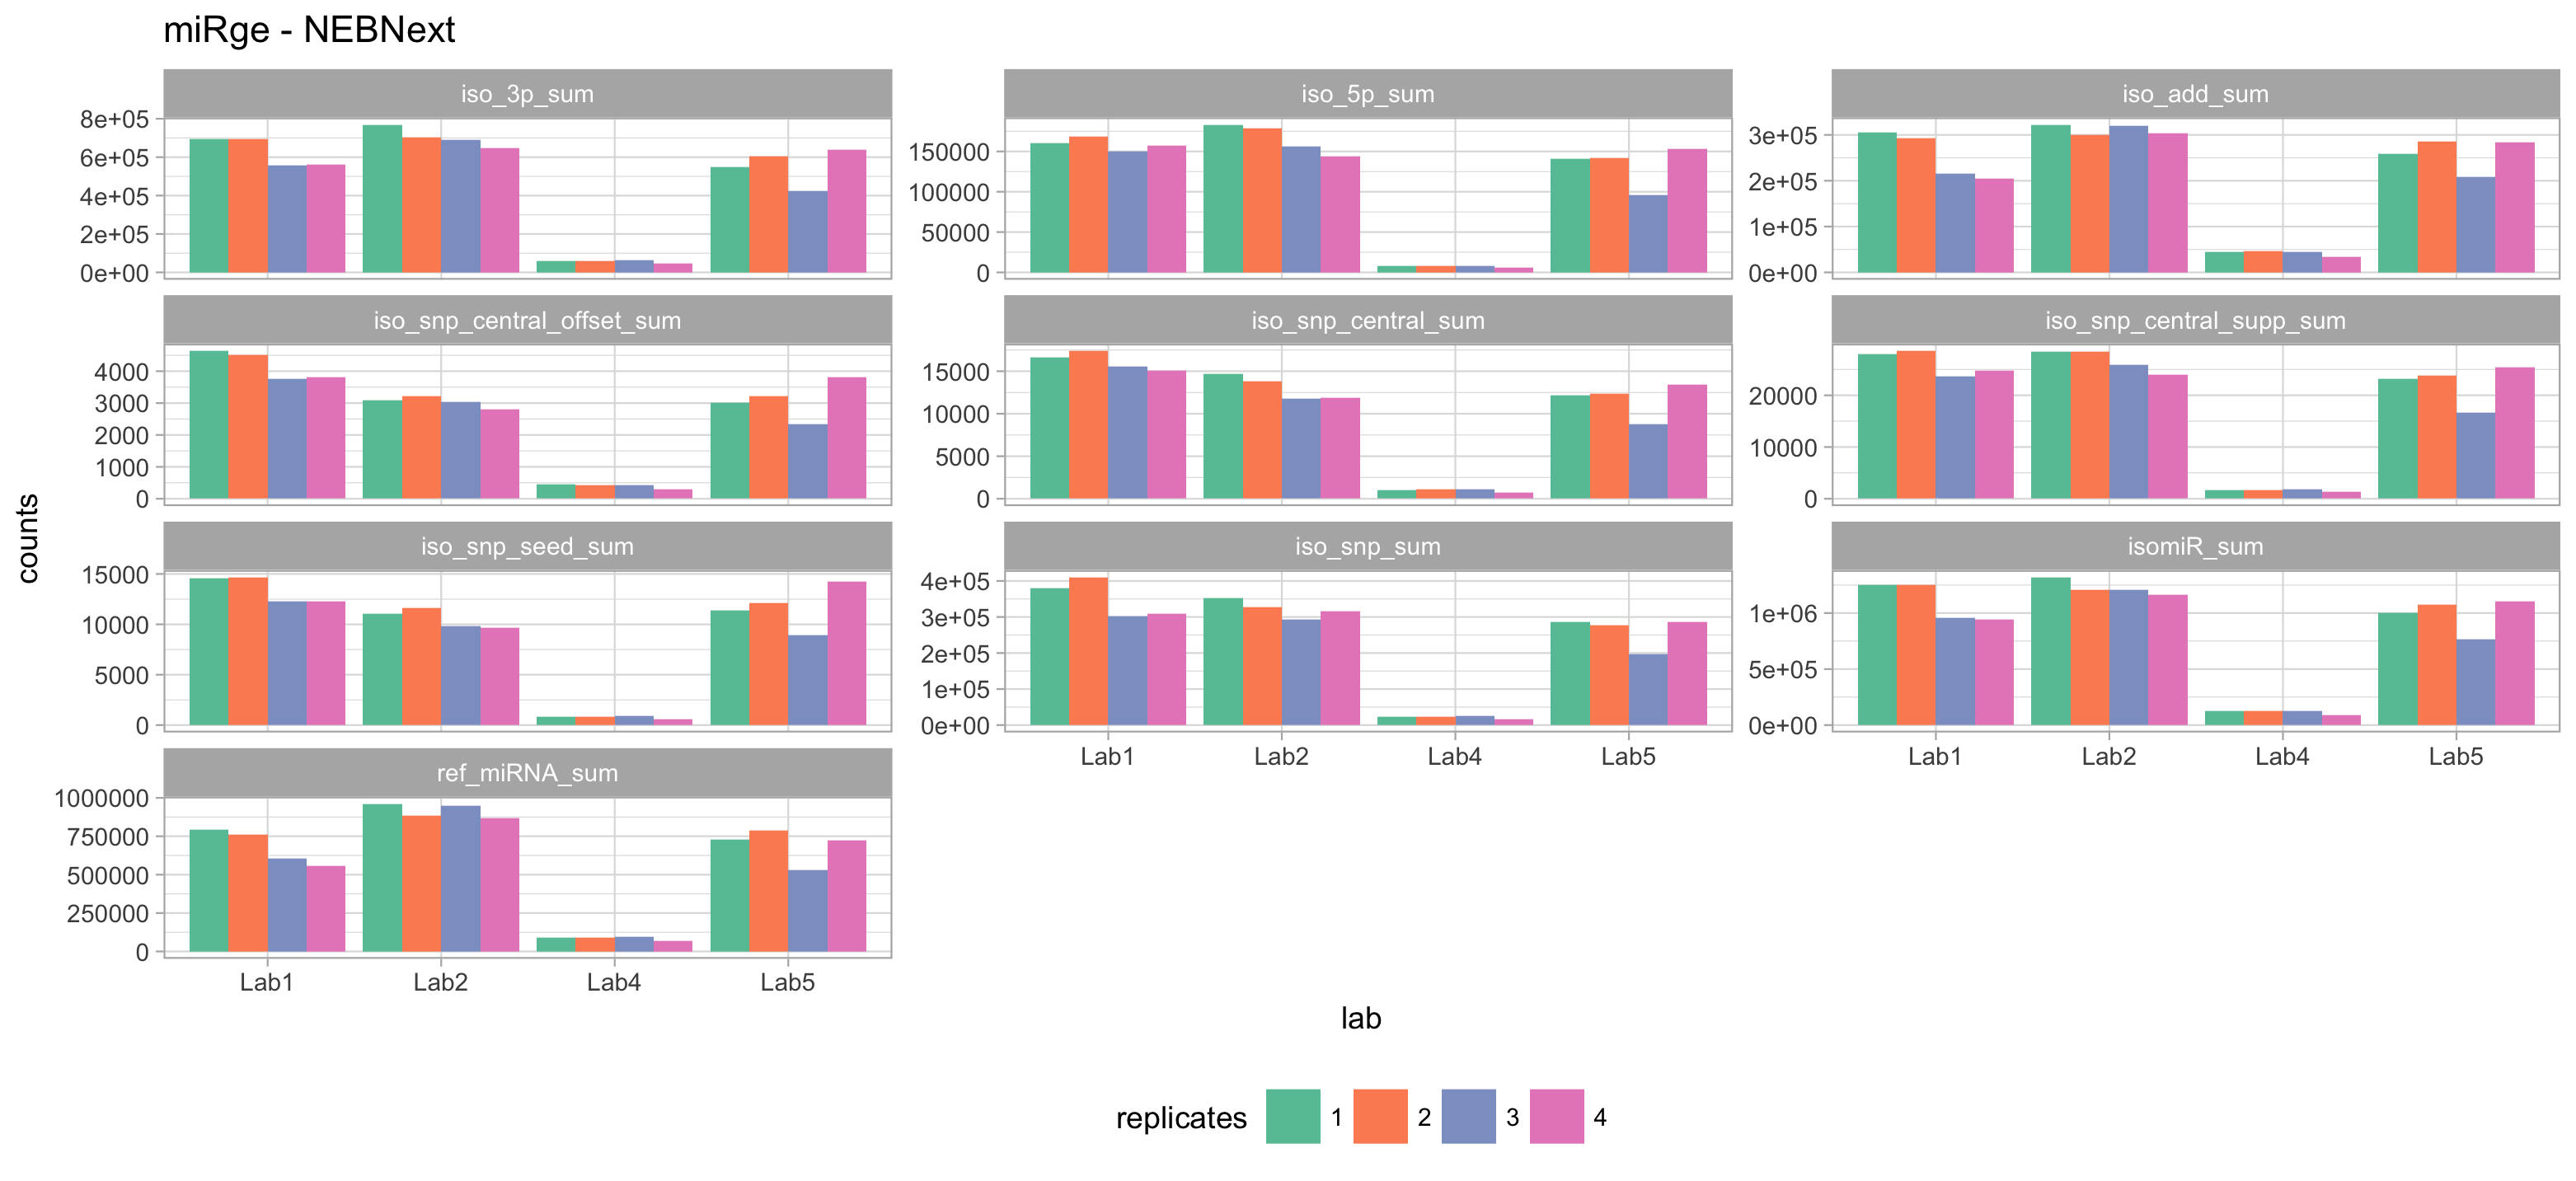 miRge - NEBNext
counts
iso_3p_sum
8e+05
6e+05
4e+05
2e+05
0e+00
iso_5p_sum
150000
100000
50000
0
iso_add_sum
3e+05
2e+05
1e+05
0e+00
iso_snp_central_offset_sum
4000
3000
2000
1000
0
iso_snp_central_sum
15000
10000
5000
0
iso_snp_central_supp_sum
20000
10000
0
iso_snp_seed_sum
15000
10000
5000
0
iso_snp_sum
4e+05
3e+05
2e+05
1e+05
0e+00
Lab1 Lab2 Lab4 Lab5
isomiR_sum
1e+06
5e+05
0e+00
Lab1 Lab2 Lab4 Lab5
ref_miRNA_sum
1000000
750000
500000
250000
0
Lab1 Lab2 Lab4 Lab5
lab
replicates 1 2 3 4